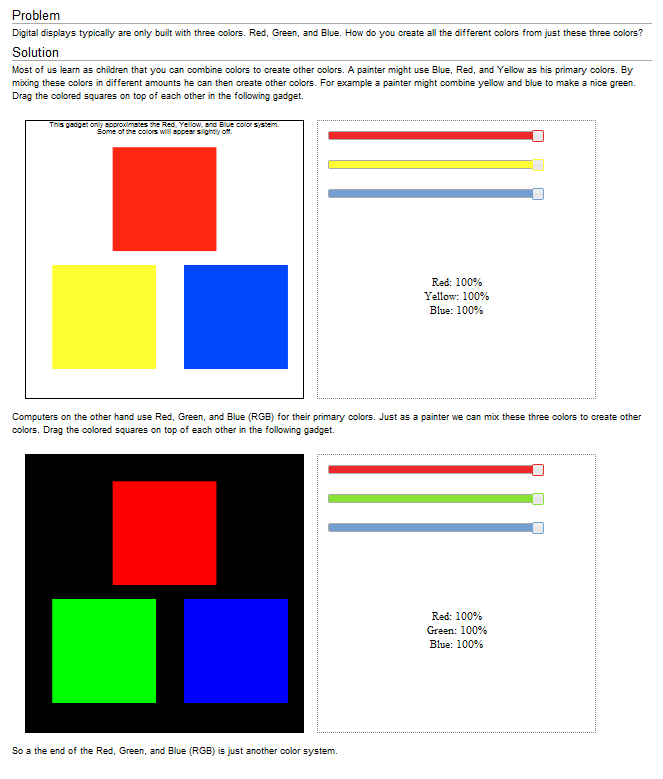 Problem
Digital displays typically are only built with three colors. Red, Green, and Blue. How do you create all the different colors from just these three colors?
Solution
Most of us learn as children that you can combine colors to create other colors. A painter might use Blue, Red, and Yellow as his primary colors. By
mixing these colors in different amounts he can then create other colors. For example a painter might combine yellow and blue to make a nice green.
Drag the colored squares on top of each other in the following gadget.
This gadget only approximates the Red, Yellow, and Blue color system.
Some of the colors will appear slightly off.
Red: 100%
Yellow: 100%
Blue: 100%
Computers on the other hand use Red, Green, and Blue (RGB) for their primary colors. Just as a painter we can mix these three colors to create other
colors. Drag the colored squares on top of each other in the following gadget.
Red: 100%
Green: 100%
Blue: 100%
So a the end of the Red, Green, and Blue (RGB) is just another color system.